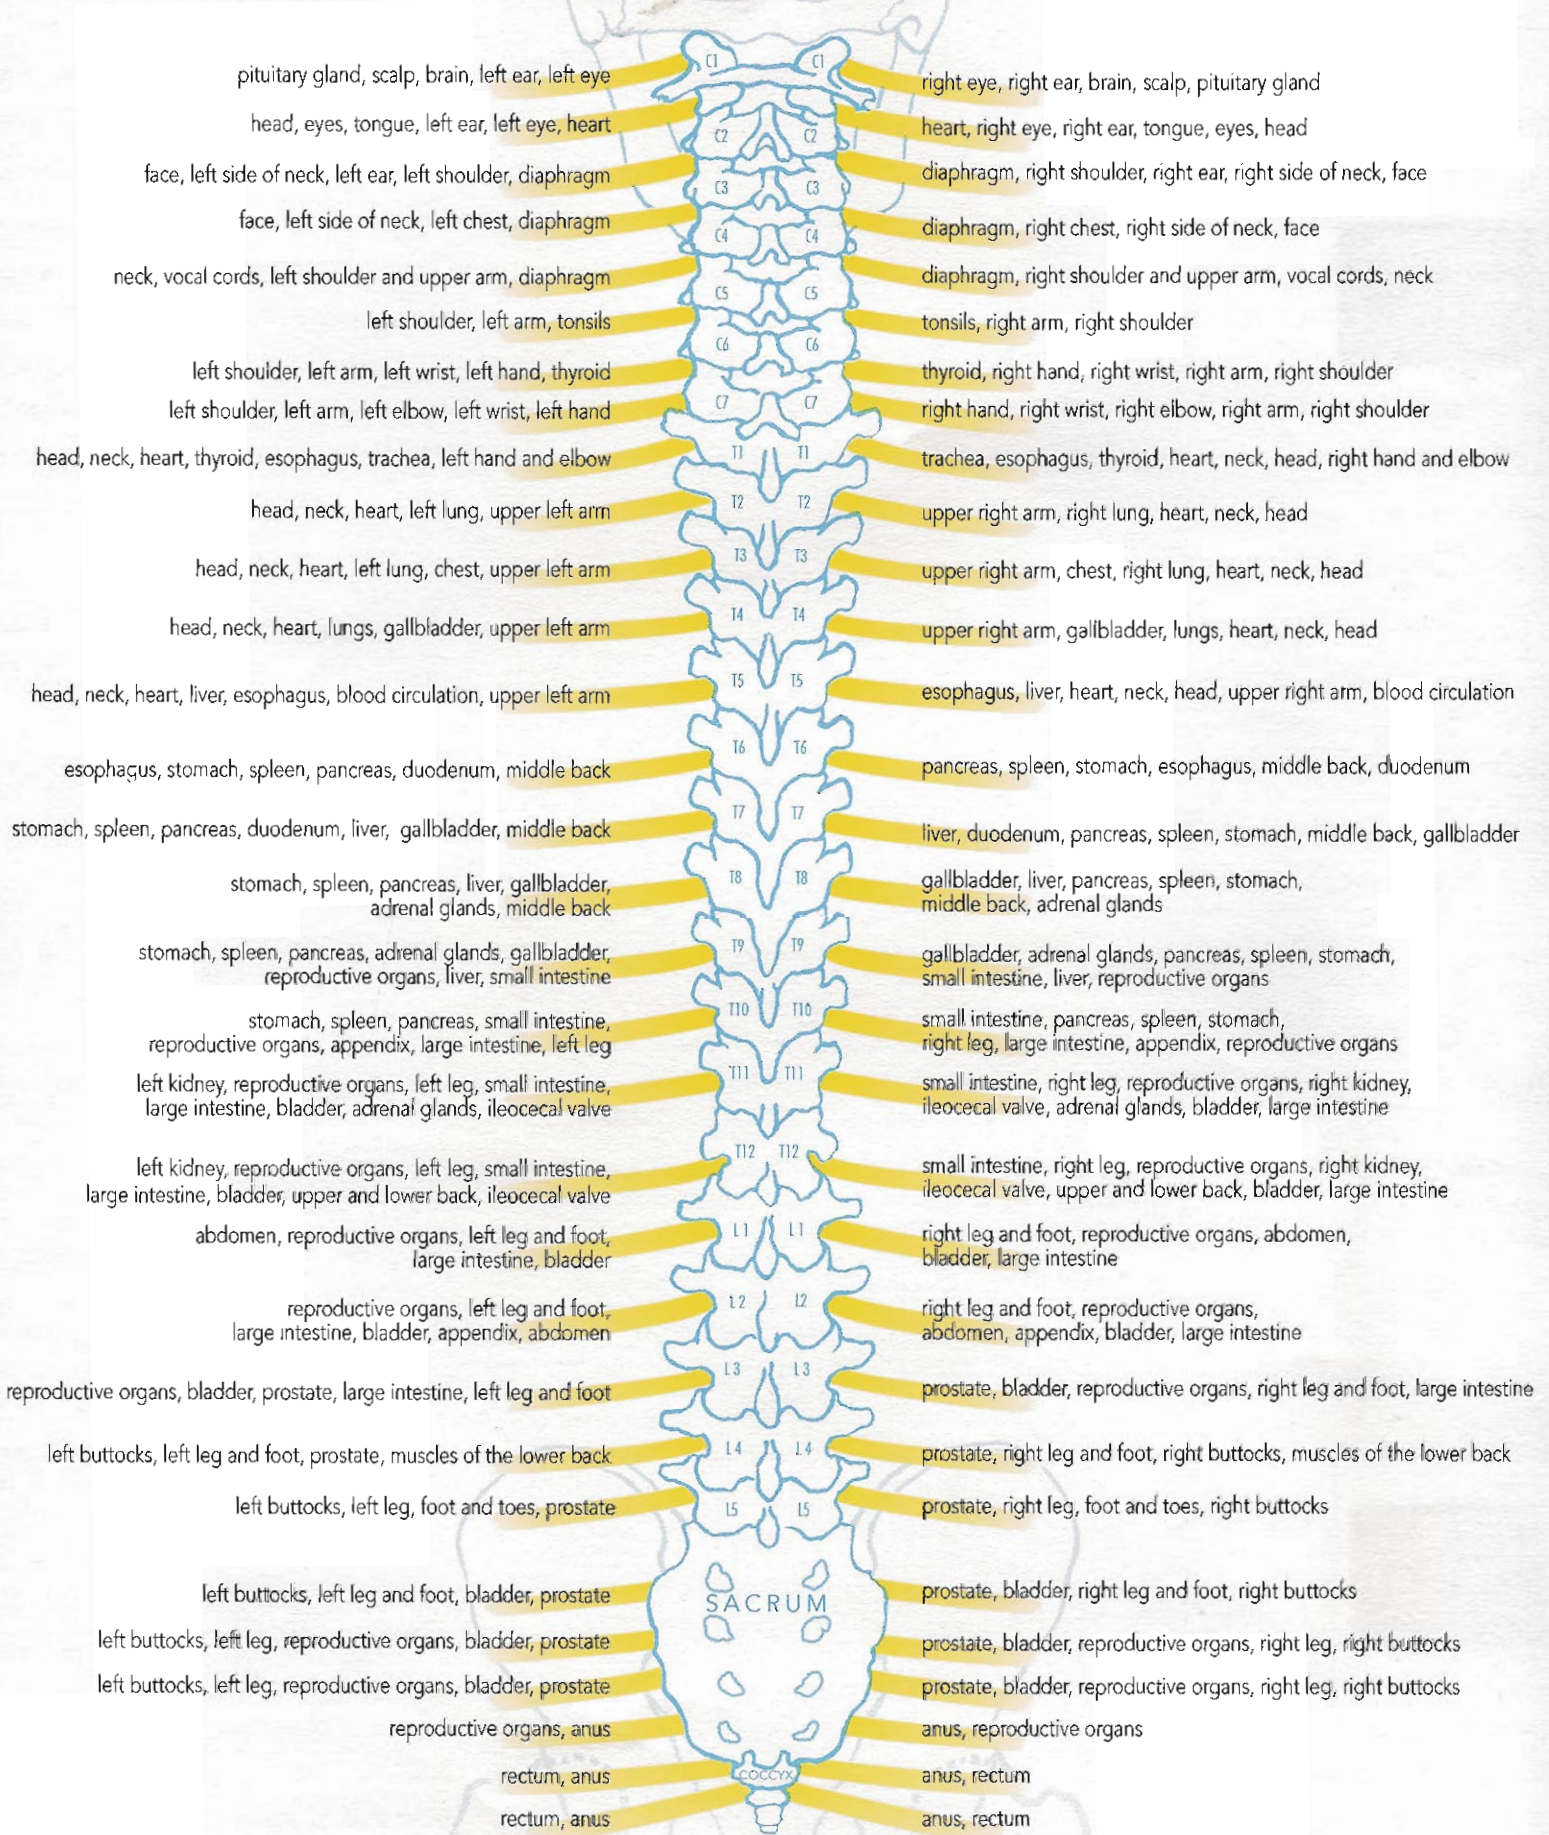 C1 C1
pituitary gland, scalp, brain, left ear, left eye
right eye, right ear, brain, scalp, pituitary gland
head, eyes, tongue, left ear, left eye, heart
heart, right eye, right ear, tongue, eyes, head
C2 C2
face, left side of neck, left ear, left shoulder, diaphragm
diaphragm, right shoulder, right ear, right side of neck, face
C3 C3
face, left side of neck, left chest, diaphragm
diaphragm, right chest, right side of neck, face
C4 C4
neck, vocal cords, left shoulder and upper arm, diaphragm
diaphragm, right shoulder and upper arm, vocal cords, neck
C5 C5
left shoulder, left arm, tonsils
tonsils, right arm, right shoulder
C6 C6
left shoulder, left arm, left wrist, left hand, thyroid
thyroid, right hand, right wrist, right arm, right shoulder
C7 C7
left shoulder, left arm, left elbow, left wrist, left hand
right hand, right wrist, right elbow, right arm, right shoulder
T1 T1
head, neck, heart, thyroid, esophagus, trachea, left hand and elbow
trachea, esophagus, thyroid, heart, neck, head, right hand and elbow
T2 T2
head, neck, heart, left lung, upper left arm
upper right arm, right lung, heart, neck, head
T3 T3
head, neck, heart, left lung, chest, upper left arm
upper right arm, chest, right lung, heart, neck, head
T4 T4
head, neck, heart, lungs, gallbladder, upper left arm
upper right arm, gallbladder, lungs, heart, neck, head
T5 T5
head, neck, heart, liver, esophagus, blood circulation, upper left arm
esophagus, liver, heart, neck, head, upper right arm, blood circulation
T6 T6
esophagus, stomach, spleen, pancreas, duodenum, middle back
pancreas, spleen, stomach, esophagus, middle back, duodenum
T7 T7
stomach, spleen, pancreas, duodenum, liver, gallbladder, middle back
liver, duodenum, pancreas, spleen, stomach, middle back, gallbladder
T8 T8
stomach, spleen, pancreas, liver, gallbladder,
adrenal glands, middle back
gallbladder, liver, pancreas, spleen, stomach,
middle back, adrenal glands
T9 T9
stomach, spleen, pancreas, adrenal glands, gallbladder,
reproductive organs, liver, small intestine
gallbladder, adrenal glands, pancreas, spleen, stomach,
small intestine, liver, reproductive organs
T10 T10
stomach, spleen, pancreas, small intestine,
reproductive organs, appendix, large intestine, left leg
small intestine, pancreas, spleen, stomach,
right leg, large intestine, appendix, reproductive organs
T11 T11
left kidney, reproductive organs, left leg, small intestine,
large intestine, bladder, adrenal glands, ileocecal valve
small intestine, right leg, reproductive organs, right kidney,
ileocecal valve, adrenal glands, bladder, large intestine
T12 T12
left kidney, reproductive organs, left leg, small intestine,
large intestine, bladder, upper and lower back, ileocecal valve
small intestine, right leg, reproductive organs, right kidney,
ileocecal valve, upper and lower back, bladder, large intestine
L1 L1
abdomen, reproductive organs, left leg and foot,
large intestine, bladder
right leg and foot, reproductive organs, abdomen,
bladder, large intestine
L2 L2
reproductive organs, left leg and foot,
large intestine, bladder, appendix, abdomen
right leg and foot, reproductive organs,
abdomen, appendix, bladder, large intestine
L3 L3
reproductive organs, bladder, prostate, large intestine, left leg and foot
prostate, bladder, reproductive organs, right leg and foot, large intestine
L4 L4
left buttocks, left leg and foot, prostate, muscles of the lower back
prostate, right leg and foot, right buttocks, muscles of the lower back
L5 L5
left buttocks, left leg, foot and toes, prostate
prostate, right leg, foot and toes, right buttocks
SACRUM
left buttocks, left leg and foot, bladder, prostate
prostate, bladder, right leg and foot, right buttocks
left buttocks, left leg, reproductive organs, bladder, prostate
prostate, bladder, reproductive organs, right leg, right buttocks
left buttocks, left leg, reproductive organs, bladder, prostate
prostate, bladder, reproductive organs, right leg, right buttocks
reproductive organs, anus
anus, reproductive organs
COCCYX
rectum, anus
anus, rectum
rectum, anus
anus, rectum